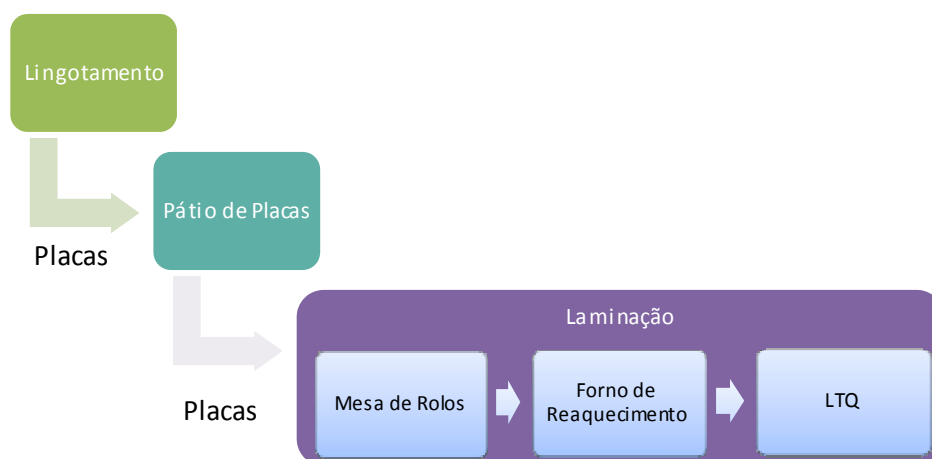 Lingotamento
Pátio de Placas
Placas
Laminação
Mesa de Rolos
Forno de
Reaquecimento
LTQ
Placas